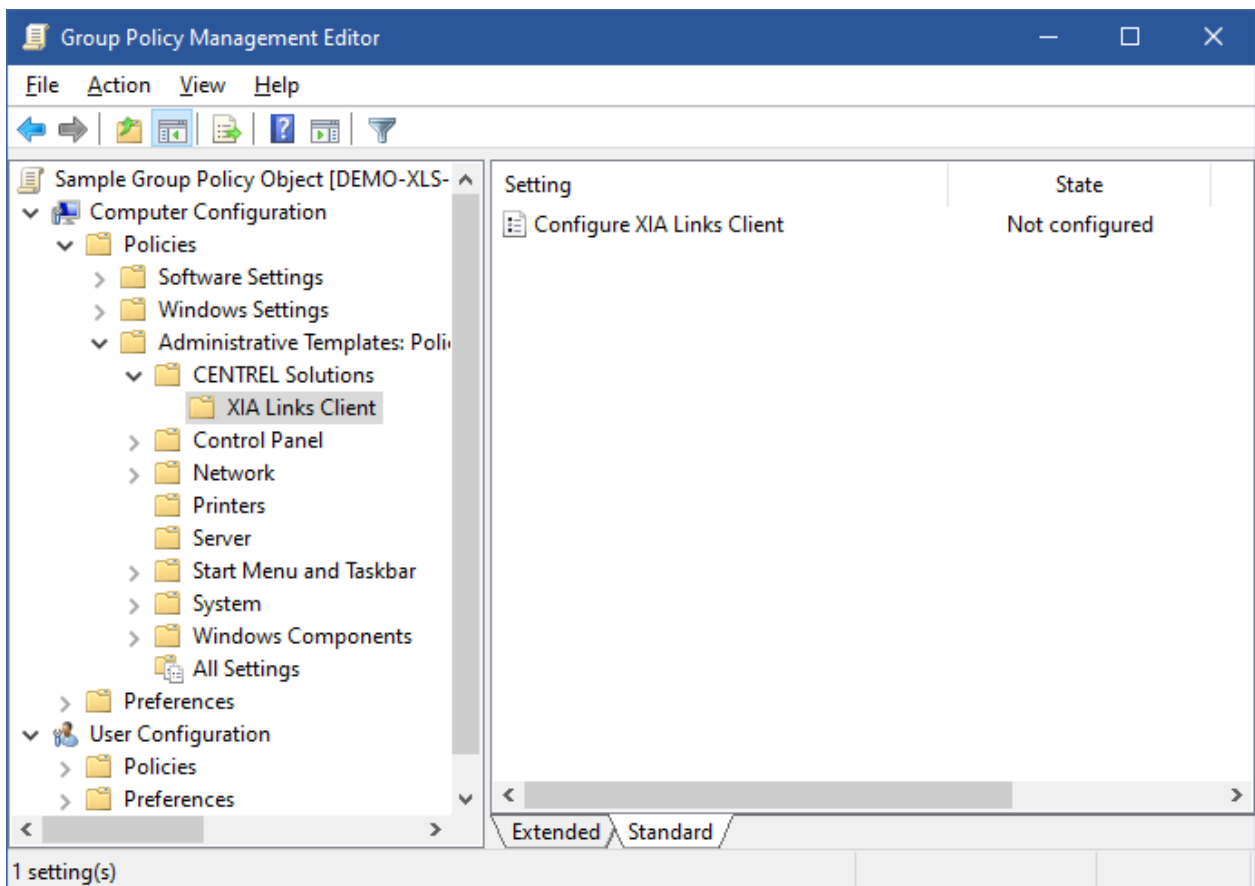 Group Policy Management Editor
File Action View Help
Sample Group Policy Object [DEMO-XLS-
Computer Configuration
Policies
Software Settings
Windows Settings
Administrative Templates: Poli
CENTREL Solutions
XIA Links Client
Control Panel
Network
Printers
Server
Start Menu and Taskbar
System
Windows Components
All Settings
Preferences
User Configuration
Policies
Preferences
Setting State
Configure XIA Links Client Not configured
Extended Standard
1 setting(s)